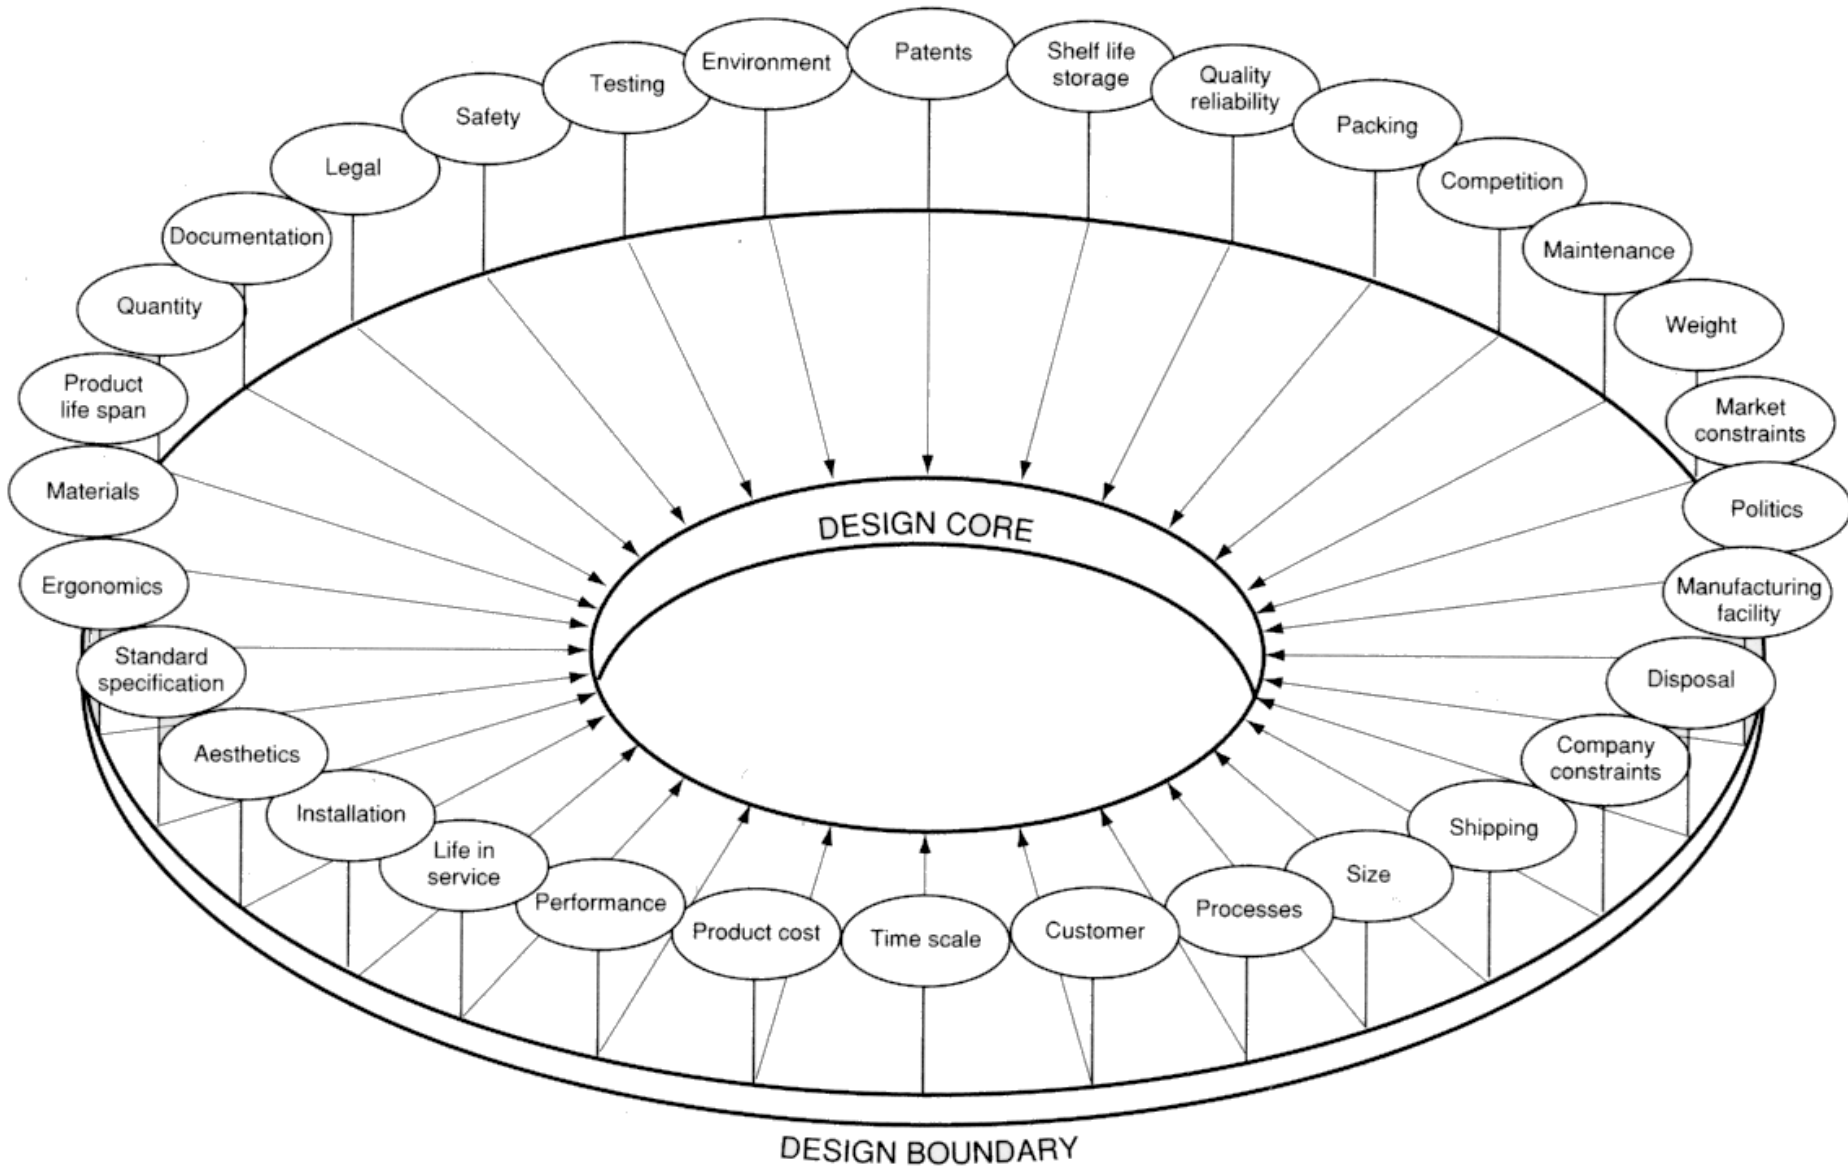 Patents
Shelf life
storage
Quality
reliability
Packing
Competition
Maintenance
Weight
Market
constraints
Politics
Manufacturing
facility
Disposal
Company
constraints
Shipping
Size
Processes
Customer
Time scale
Product cost
Performance
Life in
service
Installation
Aesthetics
Standard
specification
Ergonomics
Materials
Product
life span
Quantity
Documentation
Legal
Safety
Testing
Environment
DESIGN CORE
DESIGN BOUNDARY